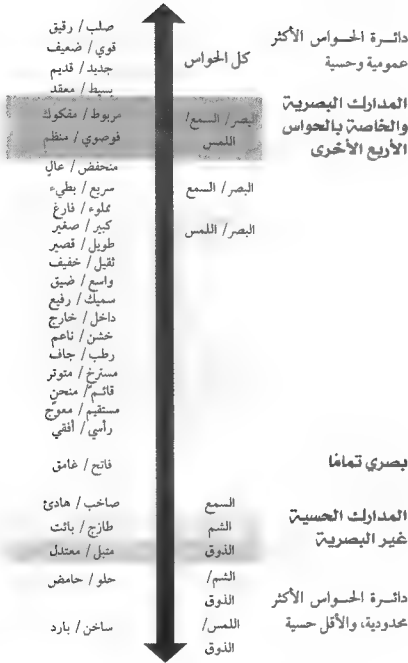 دائرة الحواس الأكثر
عمومية وحسية
كل الحواس
صلب / رقيق
قوي / ضعيف
جديد / قديم
بسيط / معقد
المدارك البصرية
والخاصة بالحواس
الأربع الأخرى
البصر / السمع /
اللمس
مربوط / مفكوك
فوضوي / منظم
البصر / السمع
منحفض / عالٍ
سريع / بطيء
البصر / اللمس
مملوء / فارغ
كبير / صغير
طويل / قصير
ثقيل / خفيف
واسع / ضيق
سميك / رفيع
داخل / خارج
خشن / ناعم
رطب / جاف
مسترخٍ / متوتر
قائم / منحنٍ
مستقيم / معوج
رأسي / أفقي
بصري تمامًا
فاتح / غامق
المدارك الحسية
غير البصرية
السمع
صاخب / هادئ
الشم
طازج / بائت
الذوق
متبل / معتدل
الشم /
الذوق
حلو / حامض
دائرة الحواس الأكثر
محدودية، والأقل حسية
اللمس /
الذوق
ساخن / بارد